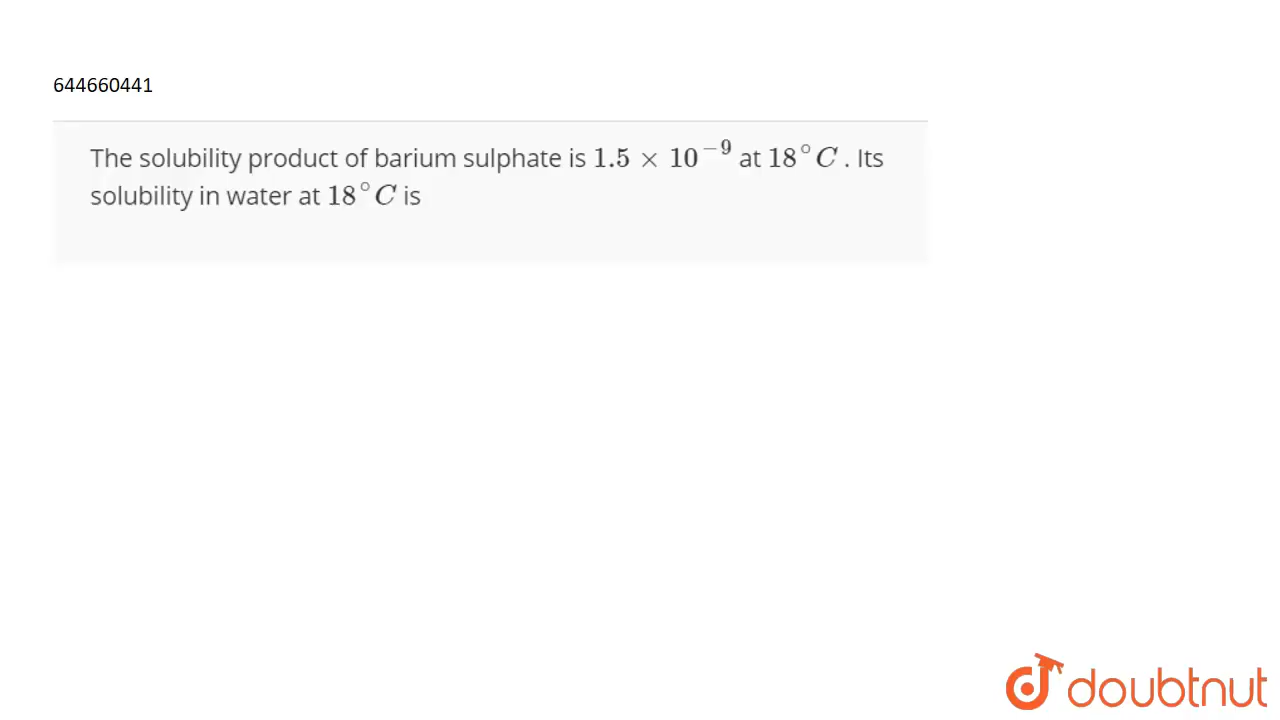 644660441
The solubility product of barium sulphate is 1.5 × 10⁻⁹ at 18°C . Its
solubility in water at 18°C is
doubtnut